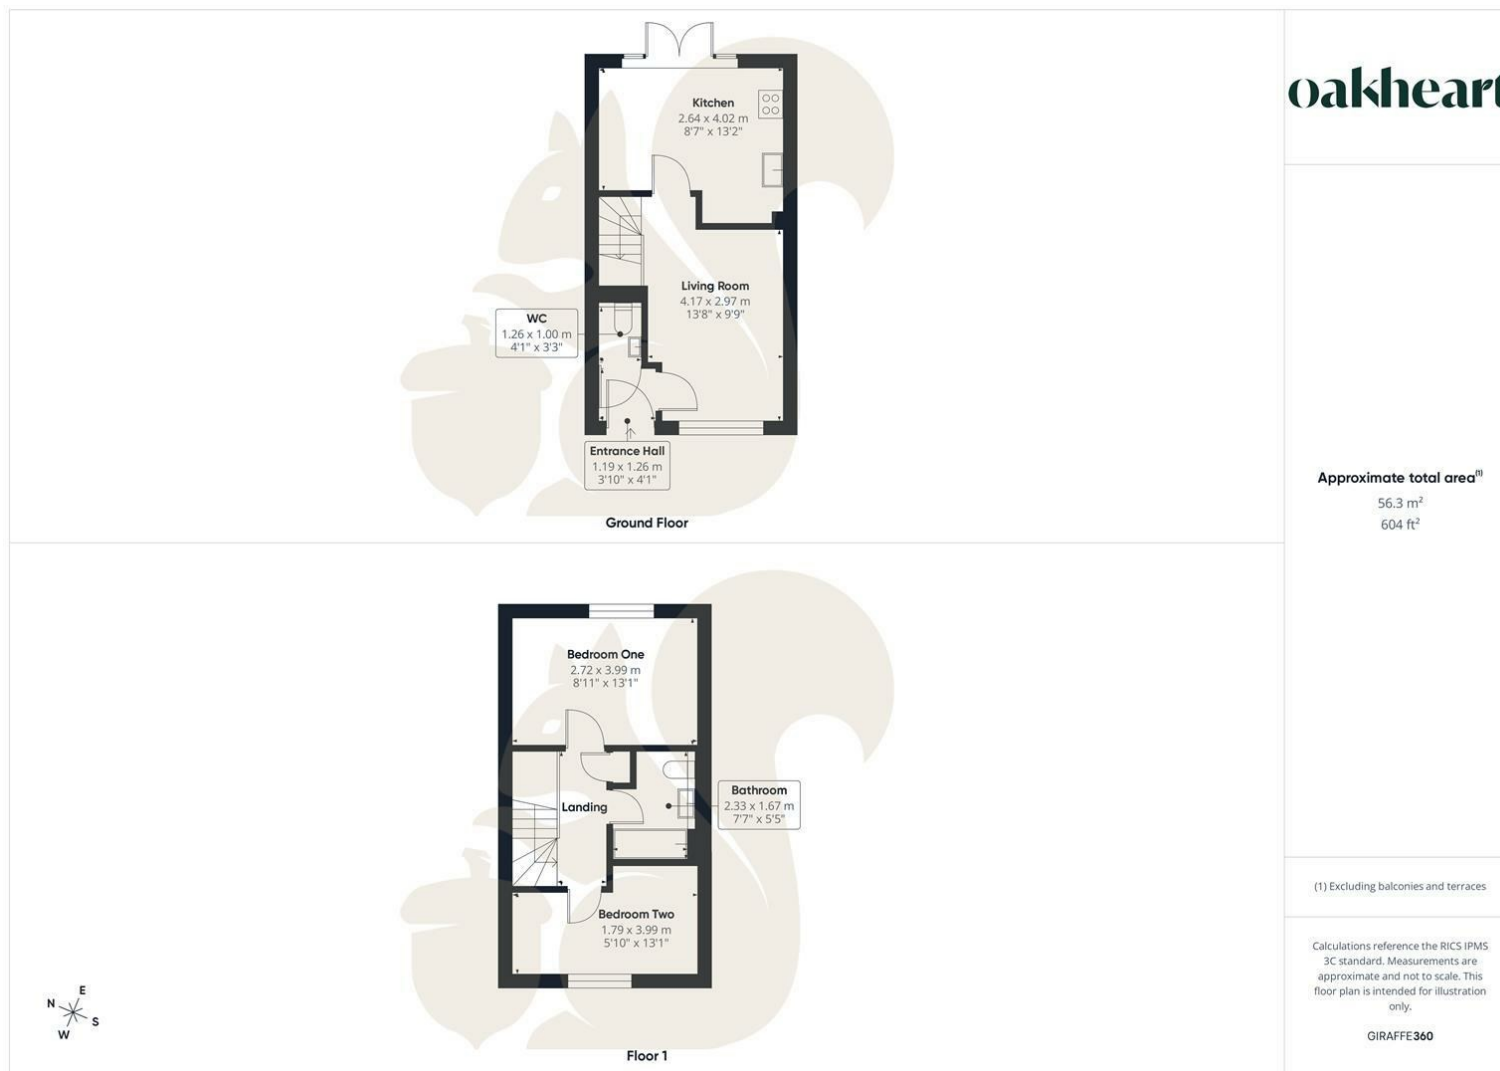 oakheart
Kitchen
2.64 x 4.02 m
8'7" x 13'2"
Living Room
4.17 x 2.97 m
13'8" x 9'9"
WC
1.26 x 1.00 m
4'1" x 3'3"
Entrance Hall
1.19 x 1.26 m
3'10" x 4'1"
Ground Floor
Approximate total area(1)
56.3 m²
604 ft²
Bedroom One
2.72 x 3.99 m
8'11" x 13'1"
Landing
Bathroom
2.33 x 1.67 m
7'7" x 5'5"
Bedroom Two
1.79 x 3.99 m
5'10" x 13'1"
Floor 1
N
E
S
W
(1) Excluding balconies and terraces
Calculations reference the RICS IPMS
3C standard. Measurements are
approximate and not to scale. This
floor plan is intended for illustration
only.
GIRAFFE360